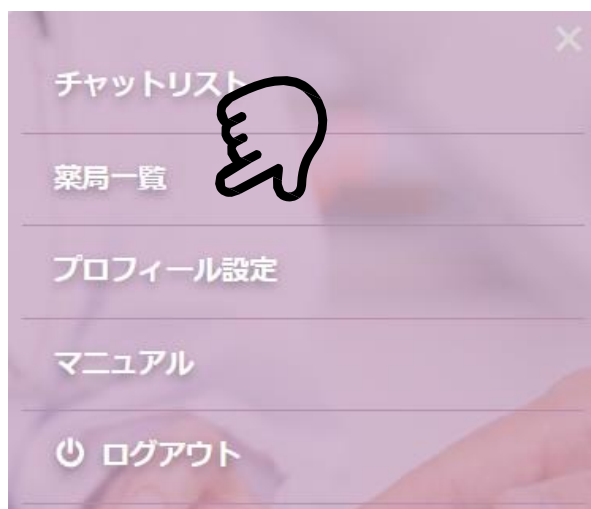 チャットリスト
薬局一覧
プロフィール設定
マニュアル
ログアウト